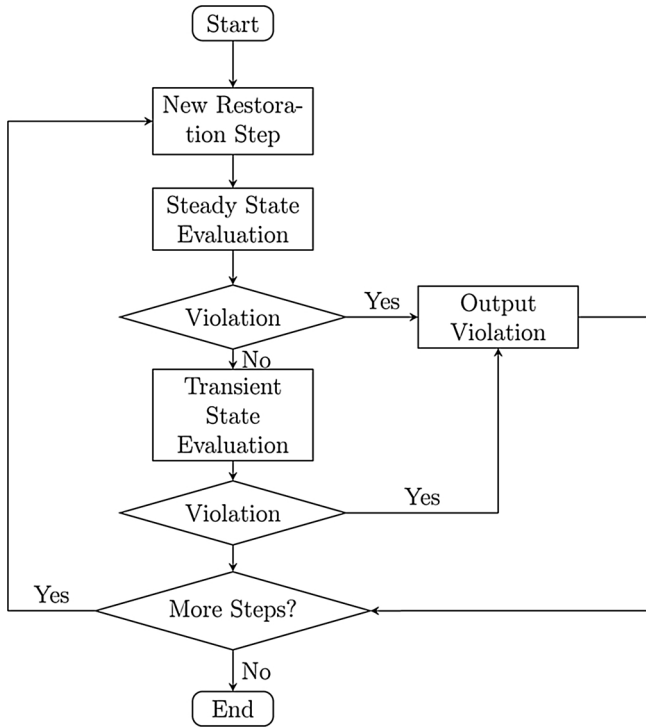 Start
New Restora-
tion Step
Steady State
Evaluation
Violation
Yes
Output
Violation
No
Transient
State
Evaluation
Violation
Yes
Yes
More Steps?
No
End